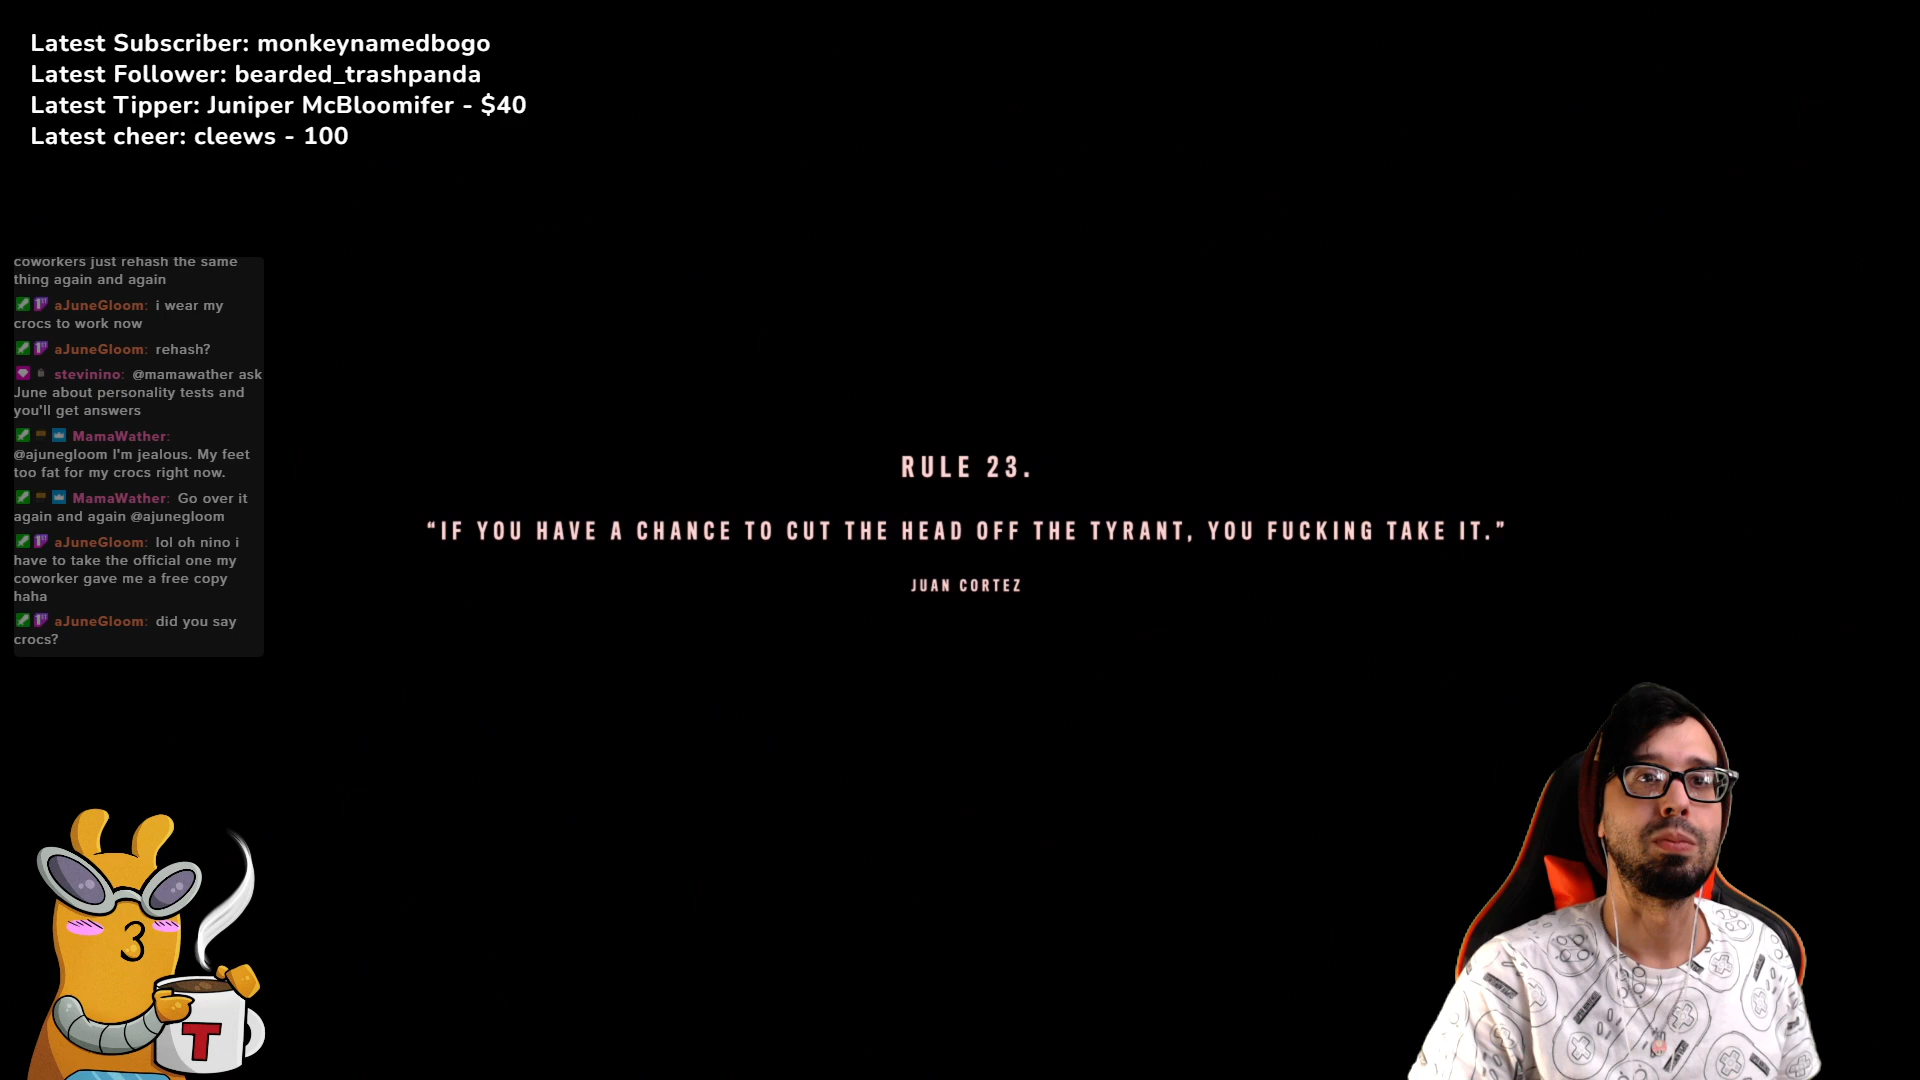 Latest Subscriber: monkeynamedbogo
Latest Follower: bearded_trashpanda
Latest Tipper: Juniper McBloomifer - $40
Latest cheer: cleews - 100
coworkers just rehash the same
thing again and again
aJuneGloom: i wear my
crocs to work now
aJuneGloom: rehash?
stevinino: @mamawather ask
June about personality tests and
you'll get answers
MamaWather:
@ajunegloom I'm jealous. My feet
too fat for my crocs right now.
MamaWather: Go over it
again and again @ajunegloom
aJuneGloom: lol oh nino i
have to take the official one my
coworker gave me a free copy
haha
aJuneGloom: did you say
crocs?
RULE 23.
“IF YOU HAVE A CHANCE TO CUT THE HEAD OFF THE TYRANT, YOU FUCKING TAKE IT.”
JUAN CORTEZ
T